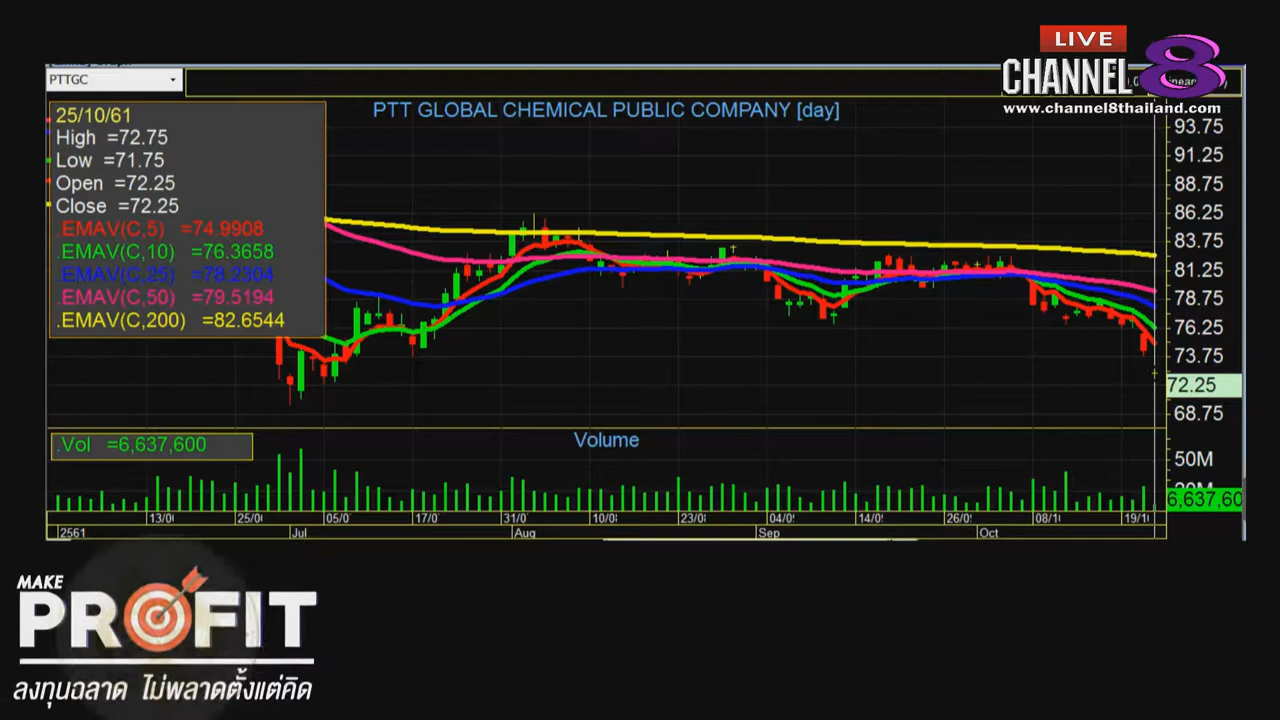 LIVE
CHANNEL 8
www.channel8thailand.com
PTTGC
PTT GLOBAL CHEMICAL PUBLIC COMPANY [day]
25/10/61
High =72.75
Low =71.75
Open =72.25
Close =72.25
.EMAV(C,5) =74.9908
.EMAV(C,10) =76.3658
.EMAV(C,25) =78.2304
.EMAV(C,50) =79.5194
.EMAV(C,200) =82.6544
93.75
91.25
88.75
86.25
83.75
81.25
78.75
76.25
73.75
72.25
68.75
.Vol =6,637,600
Volume
50M
6,637,60
13/0 25/0 05/0 17/0 31/0 10/0 23/0 04/0 14/0 26/0 08/1 19/1
2561 Jul Aug Sep Oct
MAKE
PROFIT
ลงทุนฉลาด ไม่พลาดตั้งแต่คิด